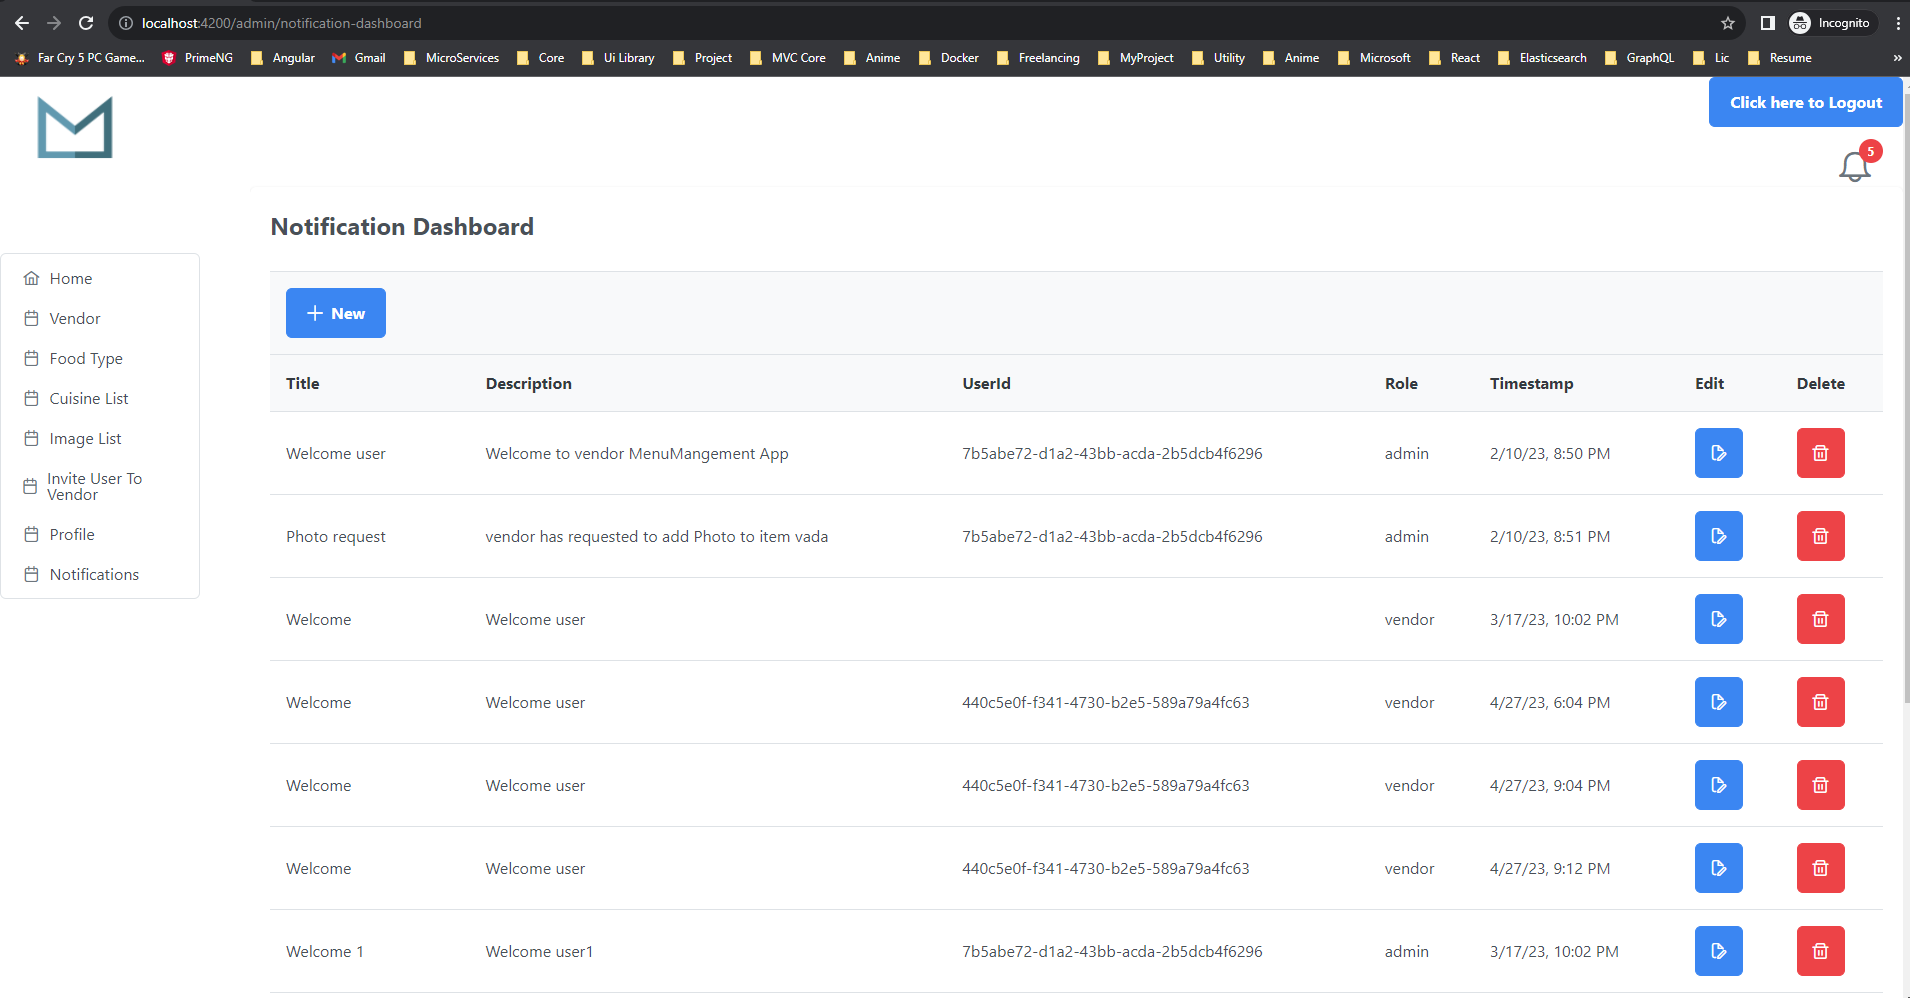 localhost:4200/admin/notification-dashboard
Incognito
Far Cry 5 PC Game... PrimeNG Angular Gmail MicroServices Core Ui Library Project MVC Core Anime Docker Freelancing MyProject Utility Anime Microsoft React Elasticsearch GraphQL Lic Resume »
Click here to Logout
5
Notification Dashboard
Home
Vendor
Food Type
Cuisine List
Image List
Invite User To
Vendor
Profile
Notifications
New
Title Description UserId Role Timestamp Edit Delete
Welcome user Welcome to vendor MenuMangement App 7b5abe72-d1a2-43bb-acda-2b5dcb4f6296 admin 2/10/23, 8:50 PM
Photo request vendor has requested to add Photo to item vada 7b5abe72-d1a2-43bb-acda-2b5dcb4f6296 admin 2/10/23, 8:51 PM
Welcome Welcome user vendor 3/17/23, 10:02 PM
Welcome Welcome user 440c5e0f-f341-4730-b2e5-589a79a4fc63 vendor 4/27/23, 6:04 PM
Welcome Welcome user 440c5e0f-f341-4730-b2e5-589a79a4fc63 vendor 4/27/23, 9:04 PM
Welcome Welcome user 440c5e0f-f341-4730-b2e5-589a79a4fc63 vendor 4/27/23, 9:12 PM
Welcome 1 Welcome user1 7b5abe72-d1a2-43bb-acda-2b5dcb4f6296 admin 3/17/23, 10:02 PM